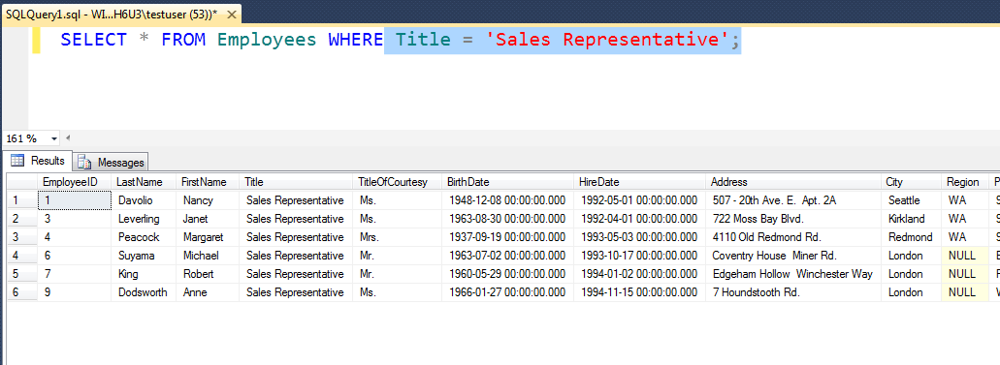 SQLQuery1.sql - WI...H6U3\testuser (53))*
SELECT * FROM Employees WHERE Title = 'Sales Representative';
161 %
Results Messages
EmployeeID LastName FirstName Title TitleOfCourtesy BirthDate HireDate Address City Region P
1 1 Davolio Nancy Sales Representative Ms. 1948-12-08 00:00:00.000 1992-05-01 00:00:00.000 507 - 20th Ave. E. Apt. 2A Seattle WA
2 3 Leverling Janet Sales Representative Ms. 1963-08-30 00:00:00.000 1992-04-01 00:00:00.000 722 Moss Bay Blvd. Kirkland WA
3 4 Peacock Margaret Sales Representative Mrs. 1937-09-19 00:00:00.000 1993-05-03 00:00:00.000 4110 Old Redmond Rd. Redmond WA
4 6 Suyama Michael Sales Representative Mr. 1963-07-02 00:00:00.000 1993-10-17 00:00:00.000 Coventry House Miner Rd. London NULL
5 7 King Robert Sales Representative Mr. 1960-05-29 00:00:00.000 1994-01-02 00:00:00.000 Edgeham Hollow Winchester Way London NULL
6 9 Dodsworth Anne Sales Representative Ms. 1966-01-27 00:00:00.000 1994-11-15 00:00:00.000 7 Houndstooth Rd. London NULL